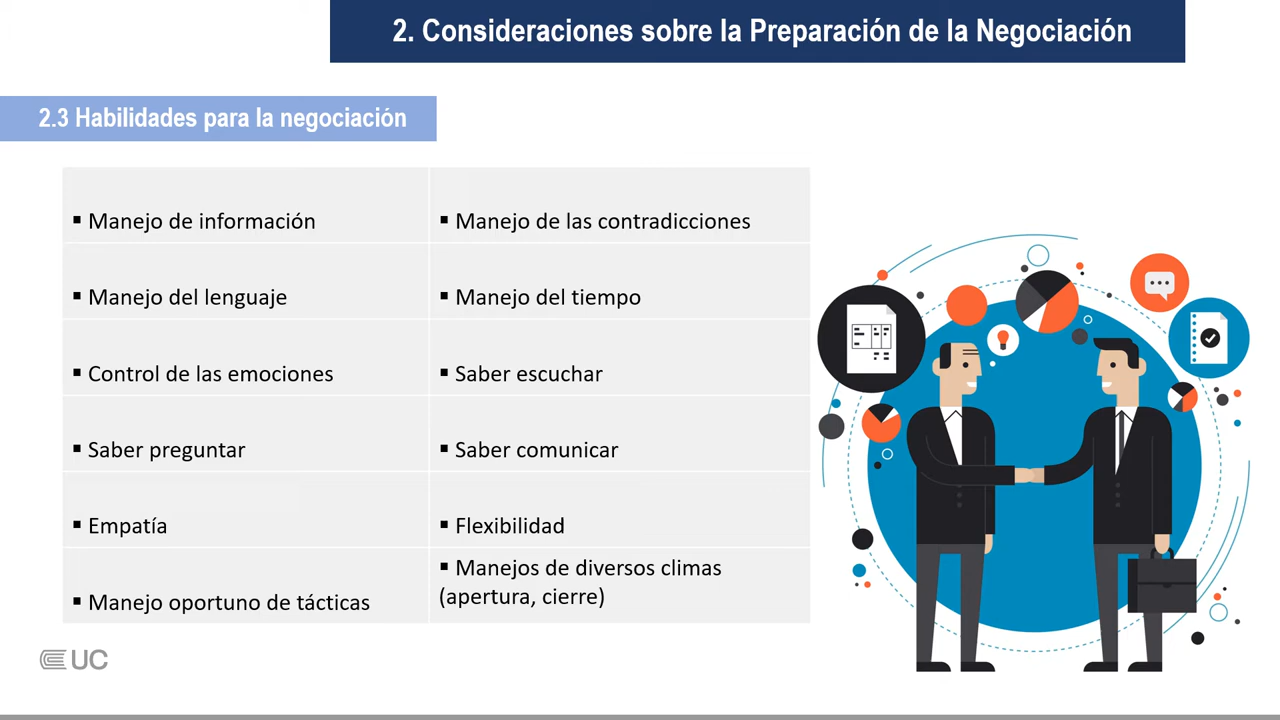 2. Consideraciones sobre la Preparación de la Negociación
2.3 Habilidades para la negociación
▪ Manejo de información
▪ Manejo de las contradicciones
▪ Manejo del lenguaje
▪ Manejo del tiempo
▪ Control de las emociones
▪ Saber escuchar
▪ Saber preguntar
▪ Saber comunicar
▪ Empatía
▪ Flexibilidad
▪ Manejo oportuno de tácticas
▪ Manejos de diversos climas
(apertura, cierre)
UC